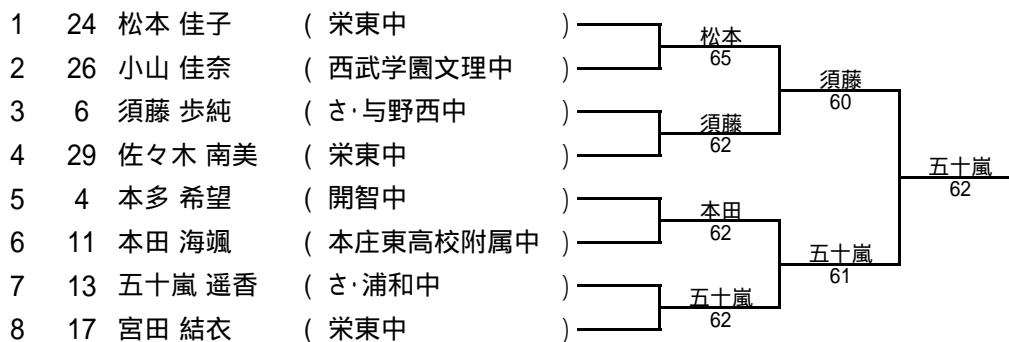 1 24 松本 佳子 ( 栄東中 )
2 26 小山 佳奈 ( 西武学園文理中 )
3 6 須藤 歩純 ( さ･与野西中 )
4 29 佐々木 南美 ( 栄東中 )
5 4 本多 希望 ( 開智中 )
6 11 本田 海颯 ( 本庄東高校附属中 )
7 13 五十嵐 遥香 ( さ･浦和中 )
8 17 宮田 結衣 ( 栄東中 )
松本
65
須藤
62
本田
62
五十嵐
62
須藤
60
五十嵐
61
五十嵐
62